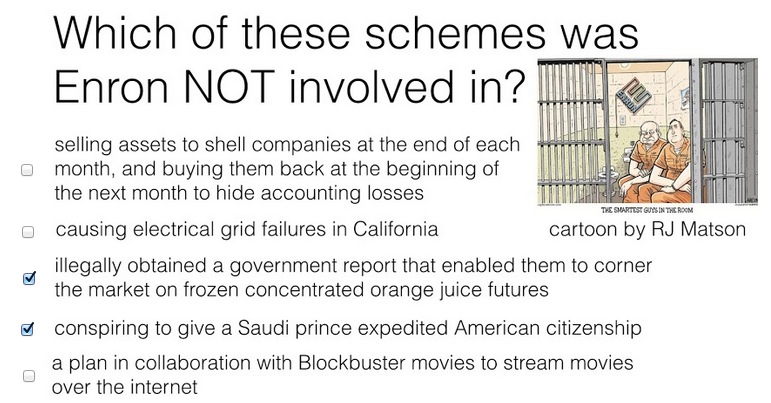 Which of these schemes was
Enron NOT involved in?
selling assets to shell companies at the end of each
month, and buying them back at the beginning of
the next month to hide accounting losses
THE SMARTEST GUYS IN THE ROOM
causing electrical grid failures in California
cartoon by RJ Matson
illegally obtained a government report that enabled them to corner
the market on frozen concentrated orange juice futures
conspiring to give a Saudi prince expedited American citizenship
a plan in collaboration with Blockbuster movies to stream movies
over the internet